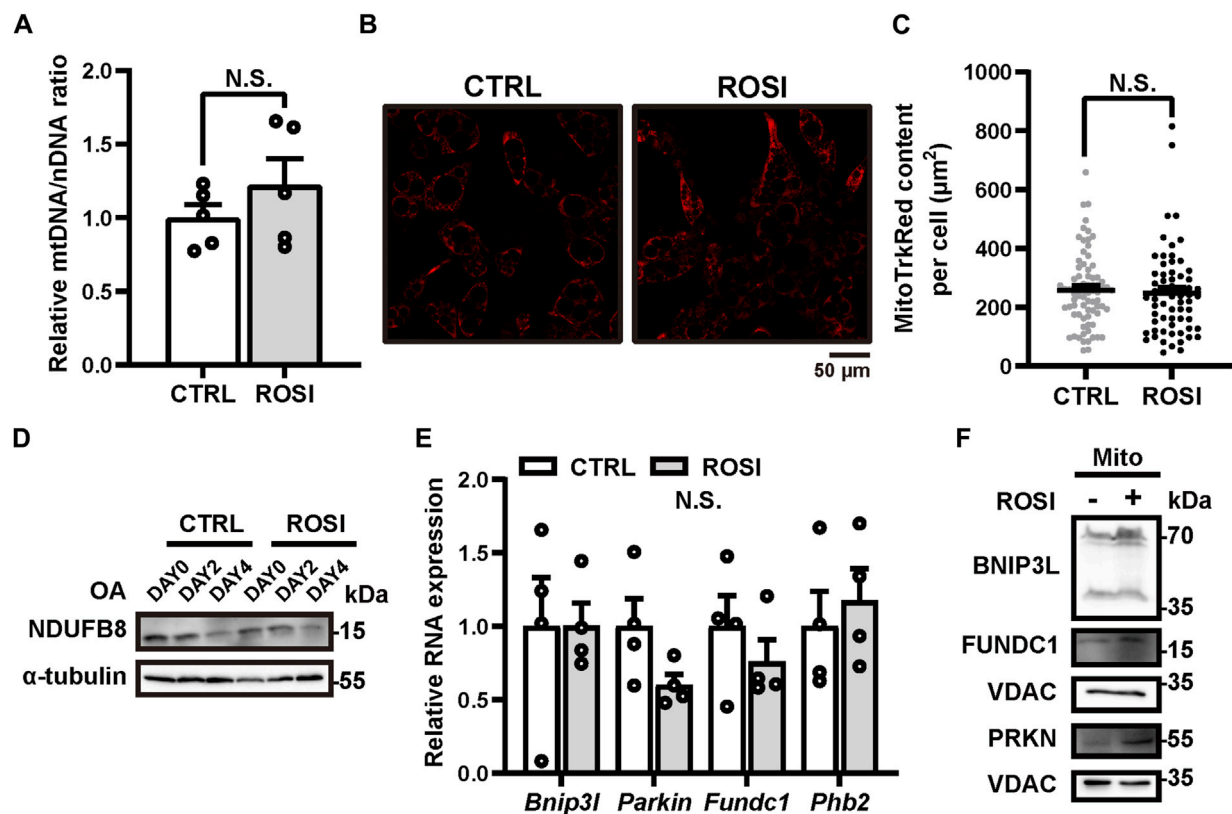 A
Relative mtDNA/nDNA ratio
2.0
1.5
1.0
0.5
0.0
N.S.
CTRL
ROSI
B
CTRL
ROSI
50 µm
C
MitoTrkRed content
per cell (µm²)
1000
800
600
400
200
0
N.S.
CTRL
ROSI
D
CTRL
ROSI
OA
DAY0
DAY2
DAY4
DAY0
DAY2
DAY4
kDa
NDUFB8
-15
α-tubulin
-55
E
CTRL
ROSI
N.S.
Relative RNA expression
2.0
1.5
1.0
0.5
0.0
Bnip3l
Parkin
Fundc1
Phb2
F
Mito
ROSI - + kDa
BNIP3L
-70
-35
FUNDC1
-15
VDAC
-35
PRKN
-55
VDAC
-35